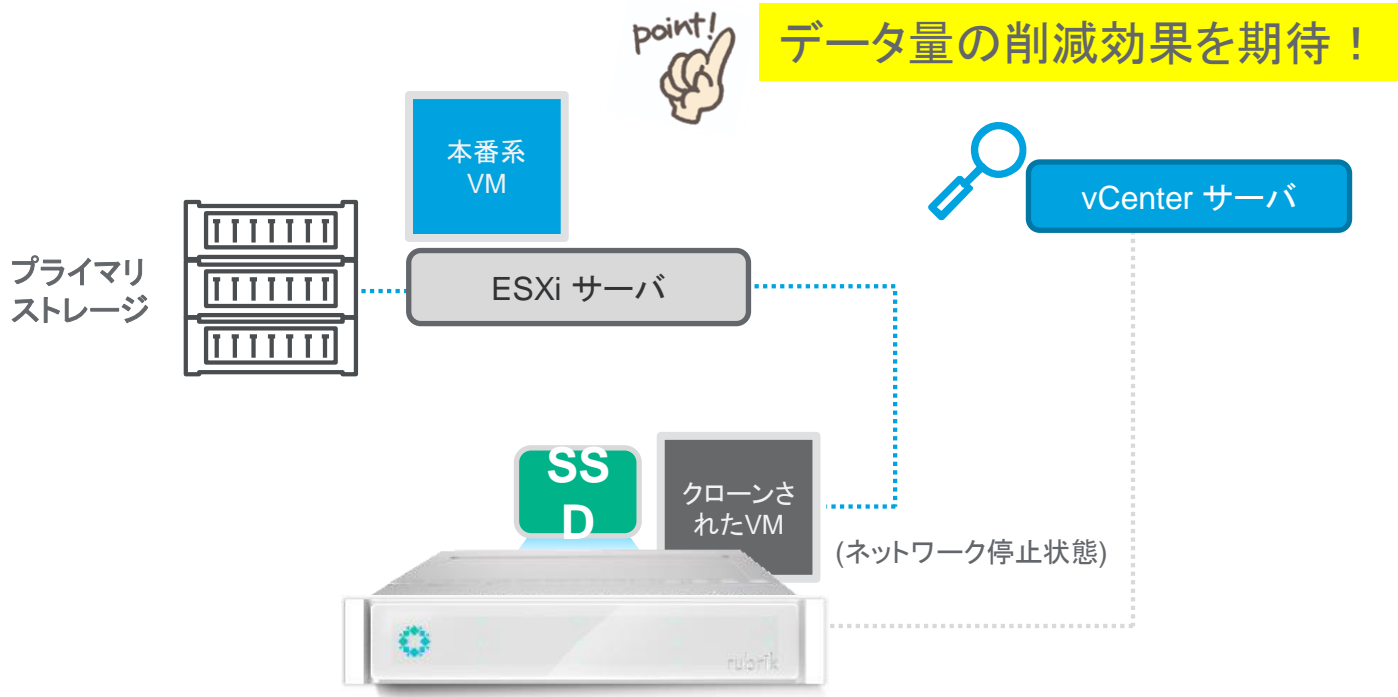 point!
データ量の削減効果を期待！
本番系
VM
vCenter サーバ
プライマリ
ストレージ
ESXi サーバ
SS
D
クローンさ
れたVM
(ネットワーク停止状態)
rubrik